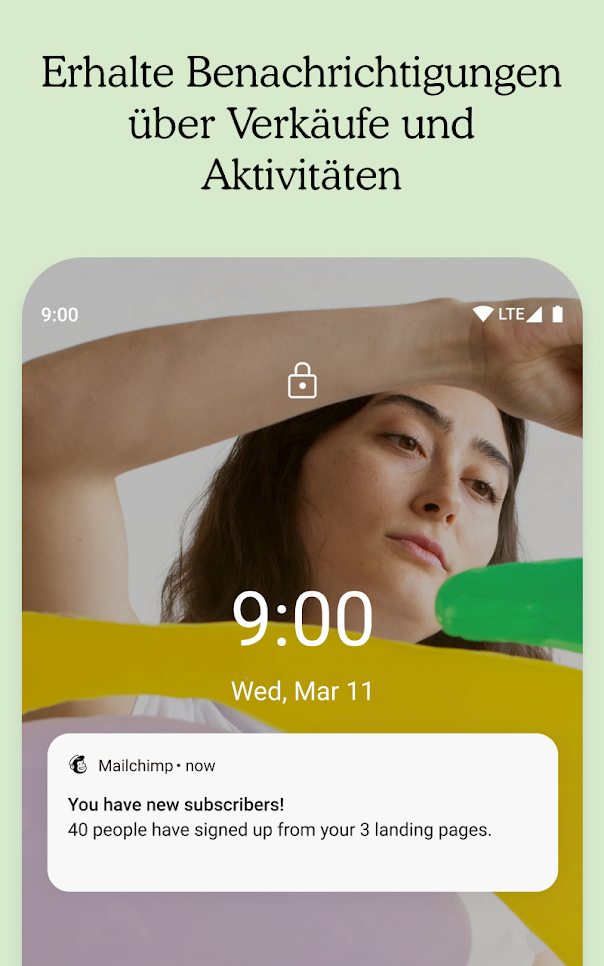 Erhalte Benachrichtigungen
über Verkäufe und
Aktivitäten
9:00
LTE
9:00
Wed, Mar 11
Mailchimp • now
You have new subscribers!
40 people have signed up from your 3 landing pages.